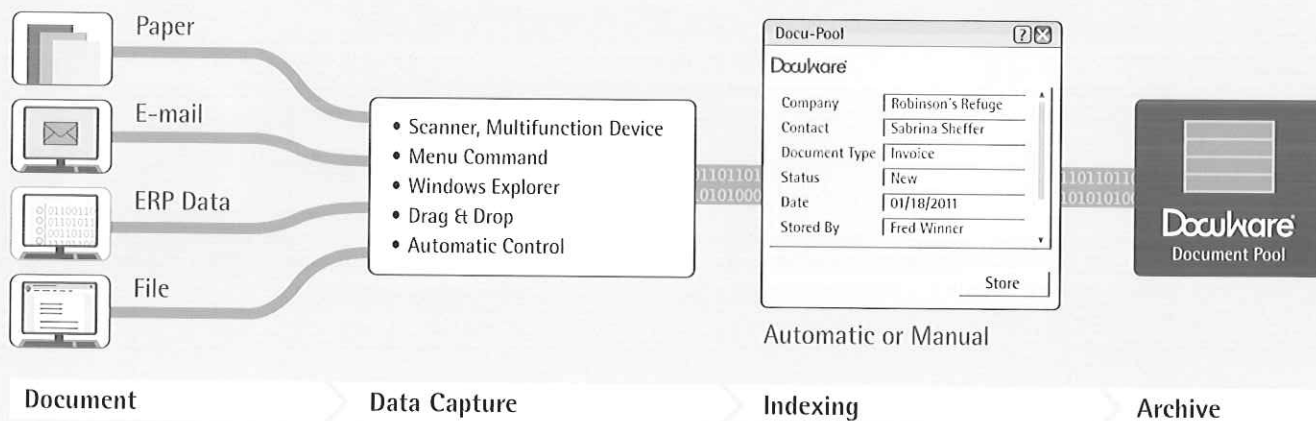 Paper
E-mail
ERP Data
File
• Scanner, Multifunction Device
• Menu Command
• Windows Explorer
• Drag & Drop
• Automatic Control
Docu-Pool
DocuWare
Company Robinson's Refuge
Contact Sabrina Sheffer
Document Type Invoice
Status New
Date 01/18/2011
Stored By Fred Winner
Store
Automatic or Manual
DocuWare
Document Pool
Document
Data Capture
Indexing
Archive